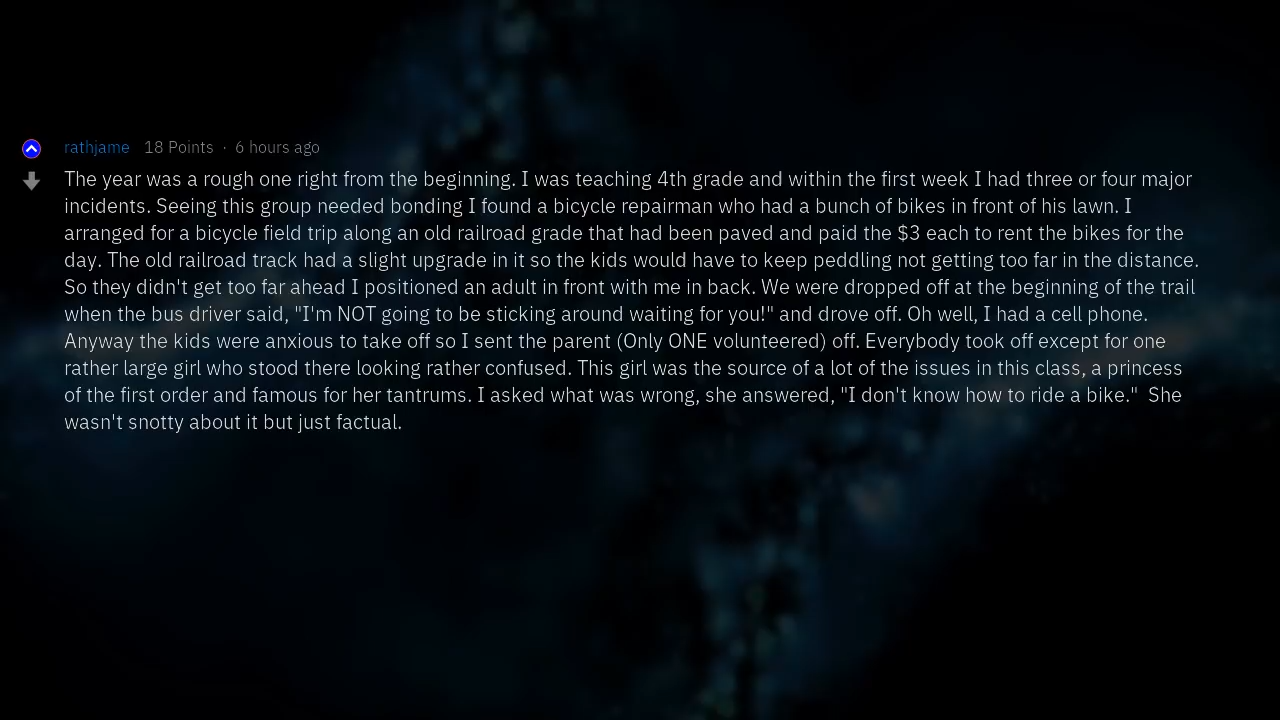 rathjame 18 Points · 6 hours ago
The year was a rough one right from the beginning. I was teaching 4th grade and within the first week I had three or four major
incidents. Seeing this group needed bonding I found a bicycle repairman who had a bunch of bikes in front of his lawn. I
arranged for a bicycle field trip along an old railroad grade that had been paved and paid the $3 each to rent the bikes for the
day. The old railroad track had a slight upgrade in it so the kids would have to keep peddling not getting too far in the distance.
So they didn't get too far ahead I positioned an adult in front with me in back. We were dropped off at the beginning of the trail
when the bus driver said, "I'm NOT going to be sticking around waiting for you!" and drove off. Oh well, I had a cell phone.
Anyway the kids were anxious to take off so I sent the parent (Only ONE volunteered) off. Everybody took off except for one
rather large girl who stood there looking rather confused. This girl was the source of a lot of the issues in this class, a princess
of the first order and famous for her tantrums. I asked what was wrong, she answered, "I don't know how to ride a bike."  She
wasn't snotty about it but just factual.